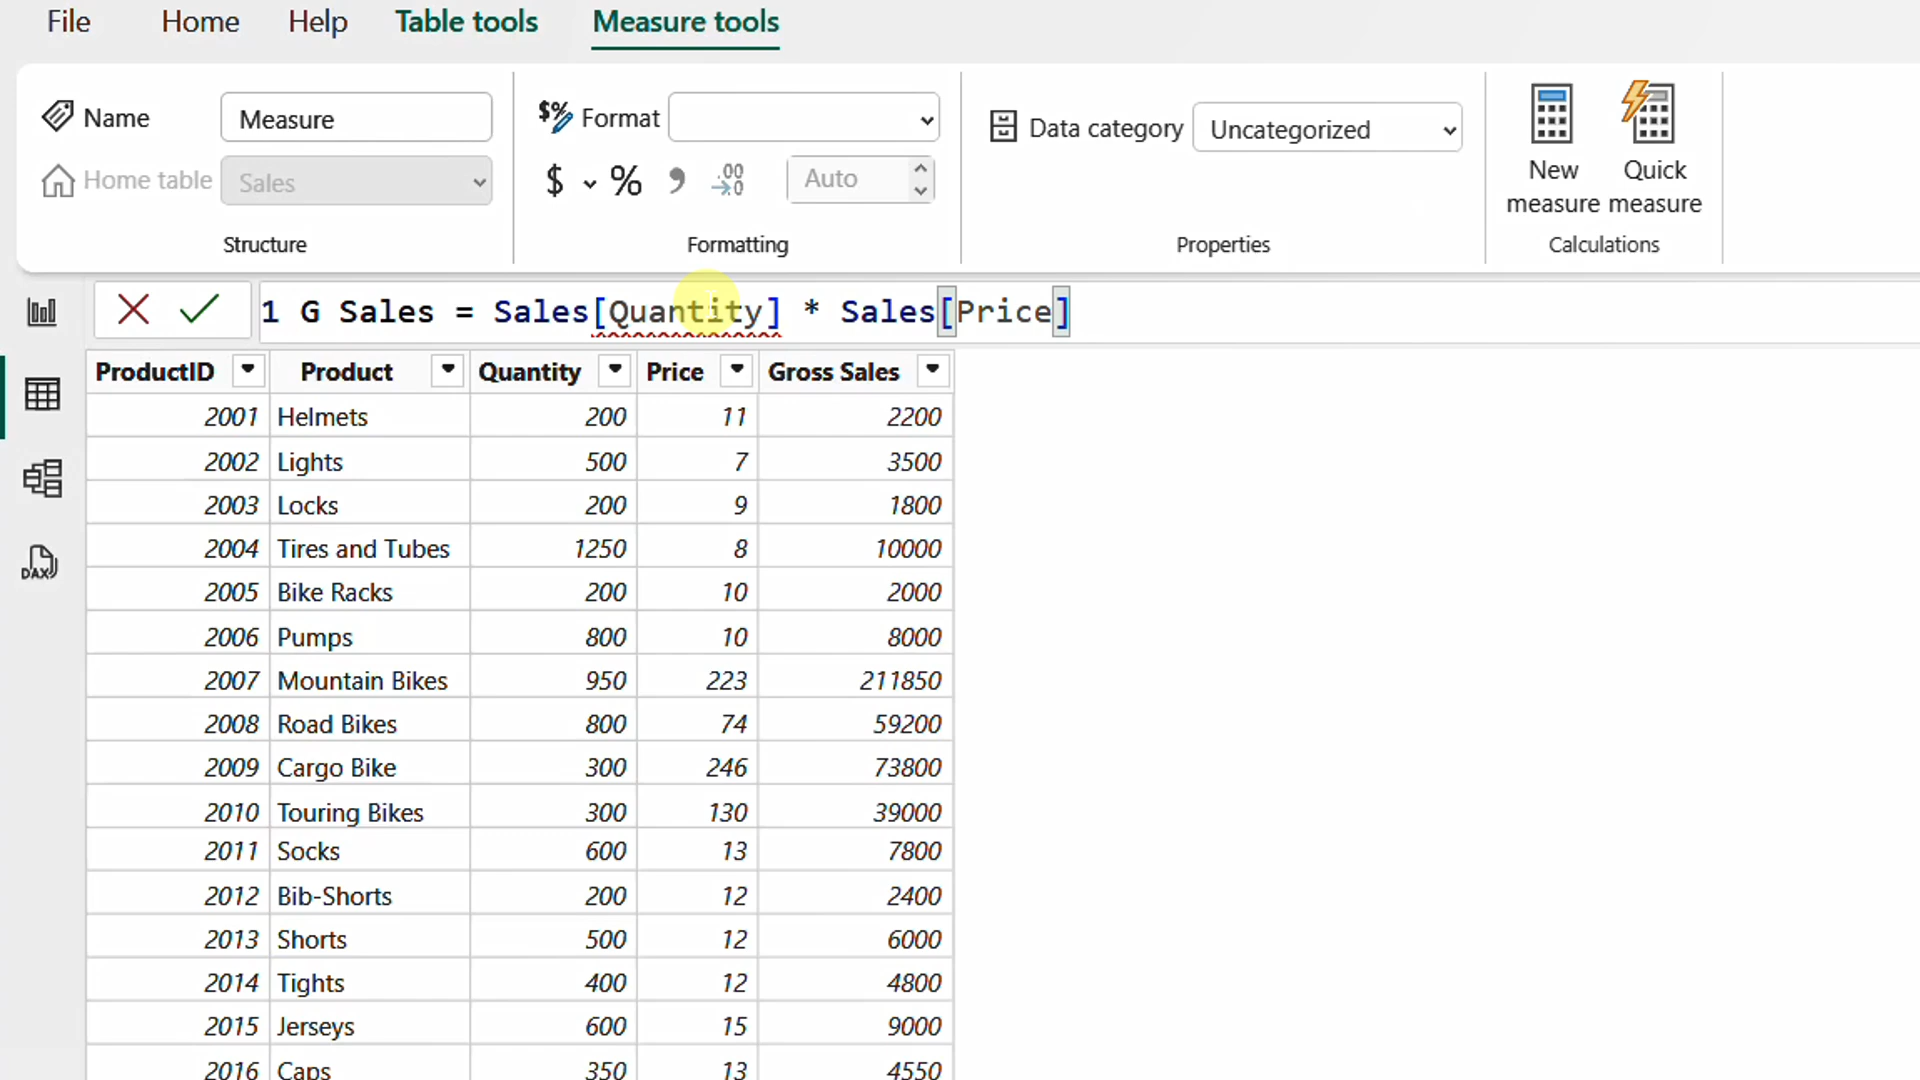 File Home Help Table tools Measure tools
Name Measure
Home table Sales
Structure
$% Format
$ % , .00 →0 Auto
Formatting
Data category Uncategorized
Properties
New measure
Quick measure
Calculations
1 G Sales = Sales[Quantity] * Sales[Price]
ProductID Product Quantity Price Gross Sales
2001 Helmets 200 11 2200
2002 Lights 500 7 3500
2003 Locks 200 9 1800
2004 Tires and Tubes 1250 8 10000
2005 Bike Racks 200 10 2000
2006 Pumps 800 10 8000
2007 Mountain Bikes 950 223 211850
2008 Road Bikes 800 74 59200
2009 Cargo Bike 300 246 73800
2010 Touring Bikes 300 130 39000
2011 Socks 600 13 7800
2012 Bib-Shorts 200 12 2400
2013 Shorts 500 12 6000
2014 Tights 400 12 4800
2015 Jerseys 600 15 9000
2016 Caps 350 13 4550
DAX